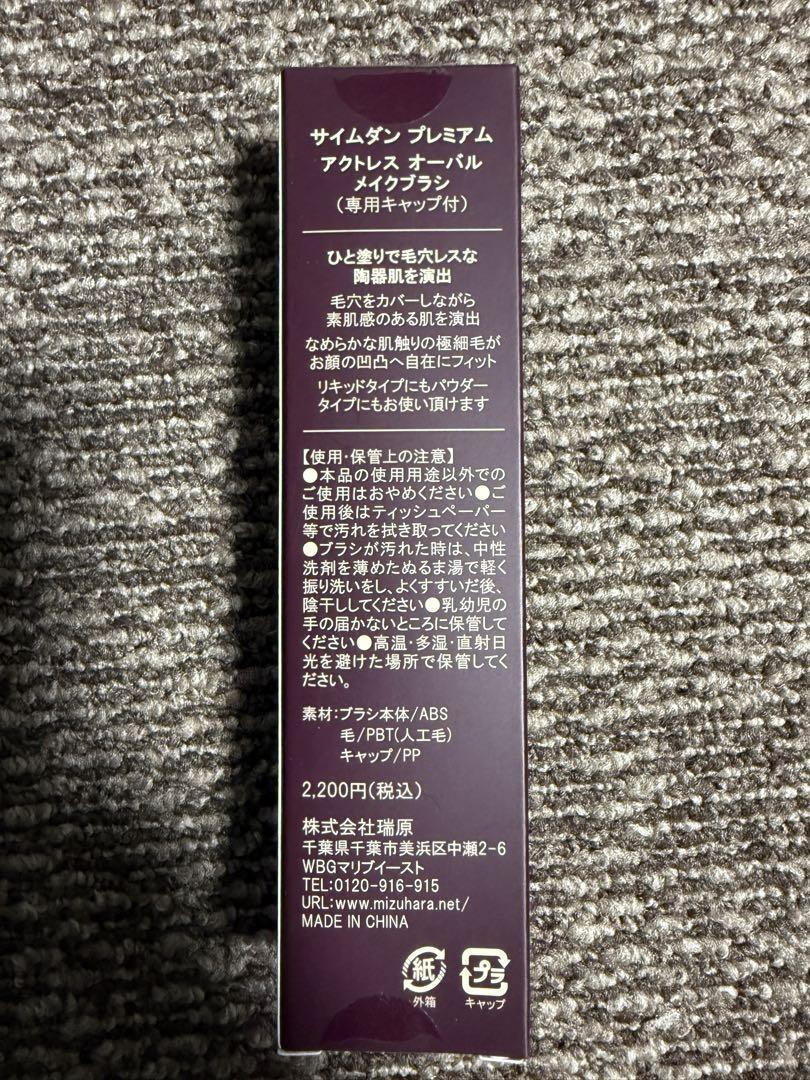 サイムダン プレミアム
アクトレス オーバル
メイクブラシ
（専用キャップ付）
ひと塗りで毛穴レスな
陶器肌を演出
毛穴をカバーしながら
素肌感のある肌を演出
なめらかな肌触りの極細毛が
お顔の凹凸へ自在にフィット
リキッドタイプにもパウダー
タイプにもお使い頂けます
【使用・保管上の注意】
●本品の使用用途以外での
ご使用はおやめください●ご
使用後はティッシュペーパー
等で汚れを拭き取ってください
●ブラシが汚れた時は、中性
洗剤を薄めたぬるま湯で軽く
振り洗いをし、よくすすいだ後、
陰干ししてください●乳幼児の
手の届かないところに保管して
ください●高温・多湿・直射日
光を避けた場所で保管してく
ださい。
素材：ブラシ本体/ABS
毛/PBT（人工毛）
キャップ/PP
2,200円（税込）
株式会社瑞原
千葉県千葉市美浜区中瀬2-6
WBGマリブイースト
TEL:0120-916-915
URL:www.mizuhara.net/
MADE IN CHINA
紙 プラ
外箱 キャップ